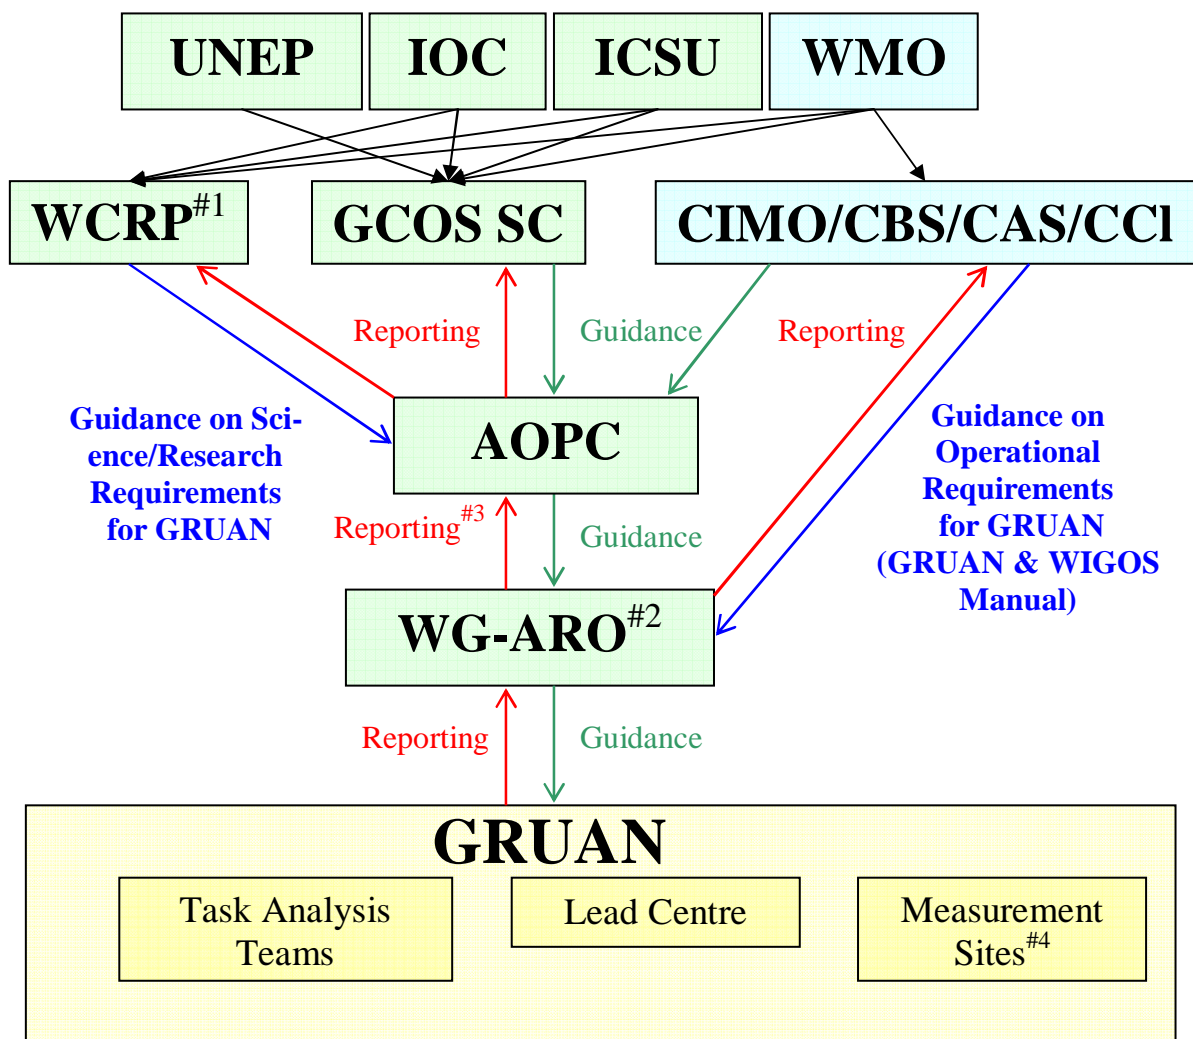 UNEP
IOC
ICSU
WMO
WCRP#1
GCOS SC
CIMO/CBS/CAS/CCl
Reporting
Guidance
Reporting
Guidance on Sci-
ence/Research
Requirements
for GRUAN
AOPC
Guidance on
Operational
Requirements
for GRUAN
(GRUAN & WIGOS
Manual)
Reporting#3
Guidance
WG-ARO#2
Reporting
Guidance
GRUAN
Task Analysis
Teams
Lead Centre
Measurement
Sites#4